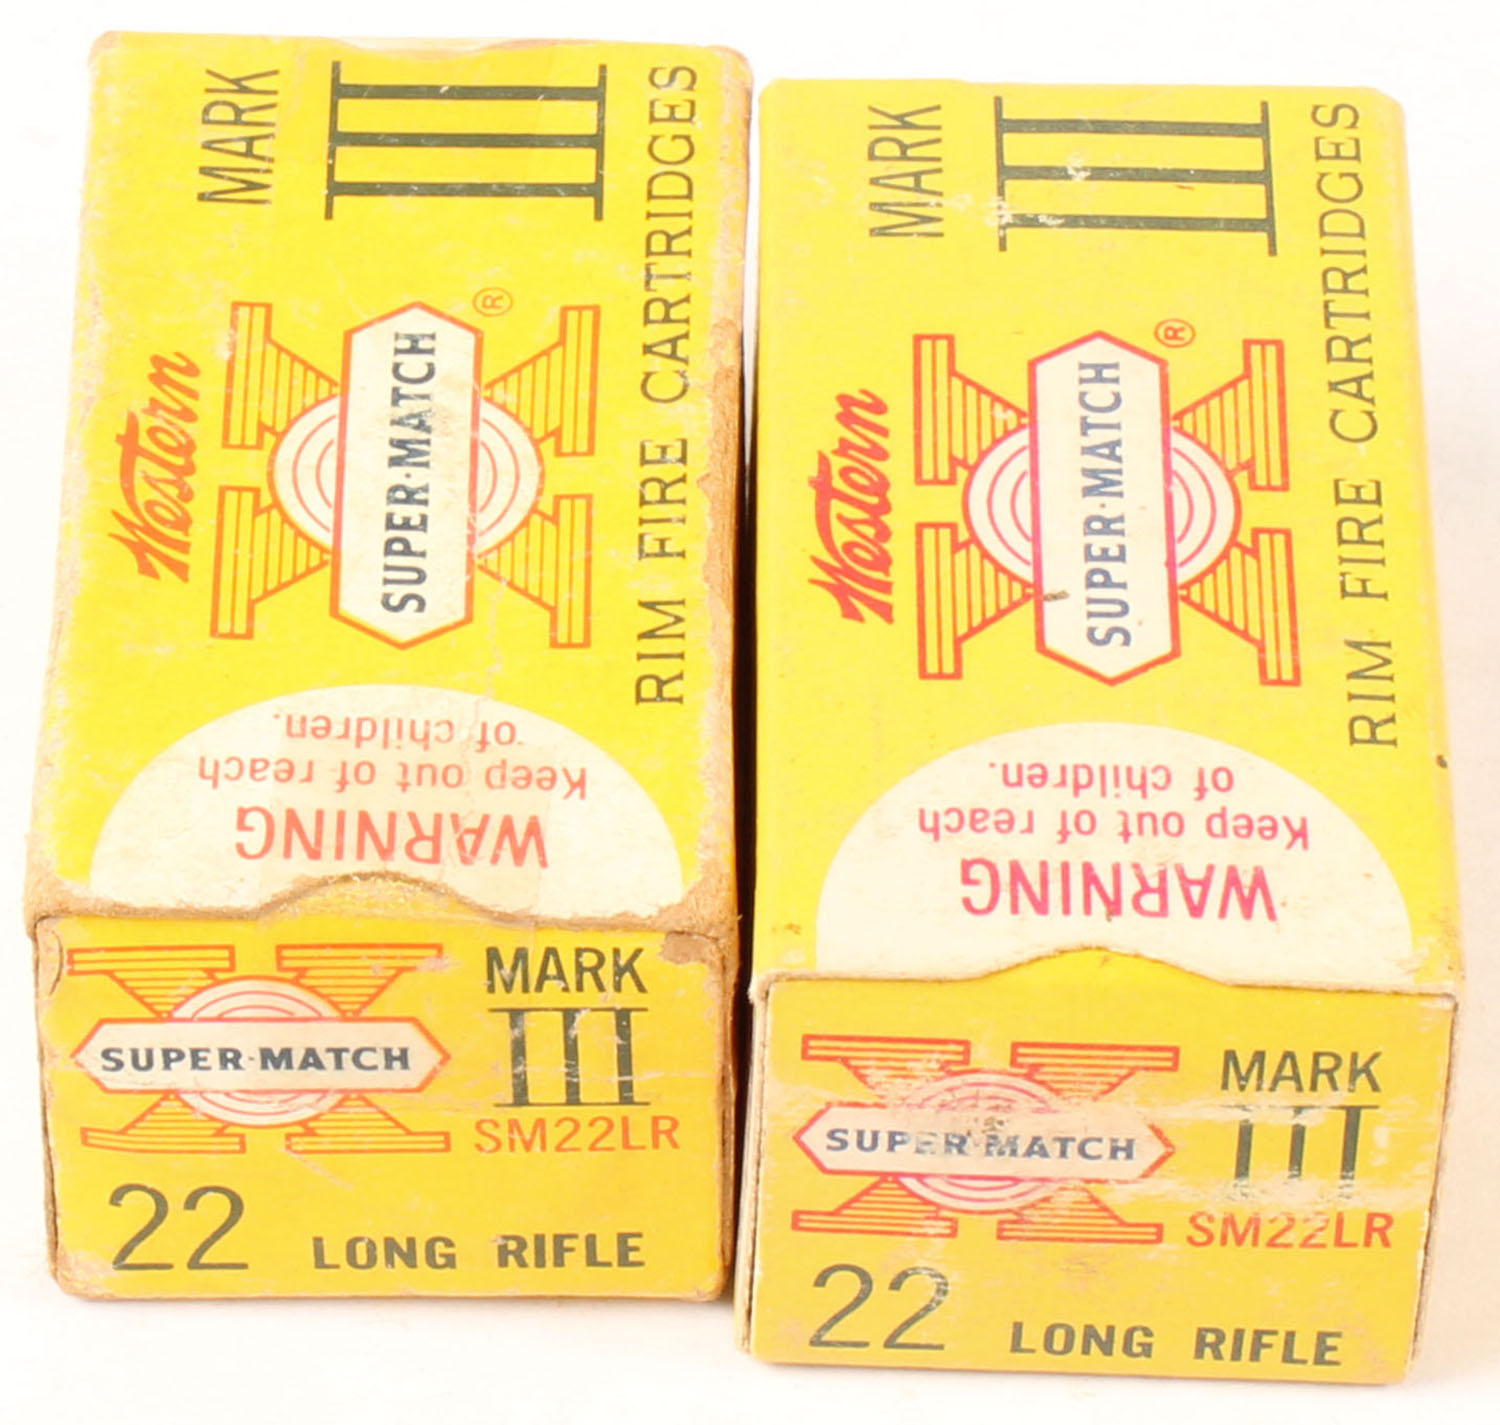 MARK
III
Western
SUPER·MATCH
®
RIM FIRE CARTRIDGES
WARNING
Keep out of reach
of children.
SUPER·MATCH
MARK
III
SM22LR
22 LONG RIFLE
MARK
III
Western
SUPER·MATCH
®
RIM FIRE CARTRIDGES
WARNING
Keep out of reach
of children.
SUPER·MATCH
MARK
III
SM22LR
22 LONG RIFLE